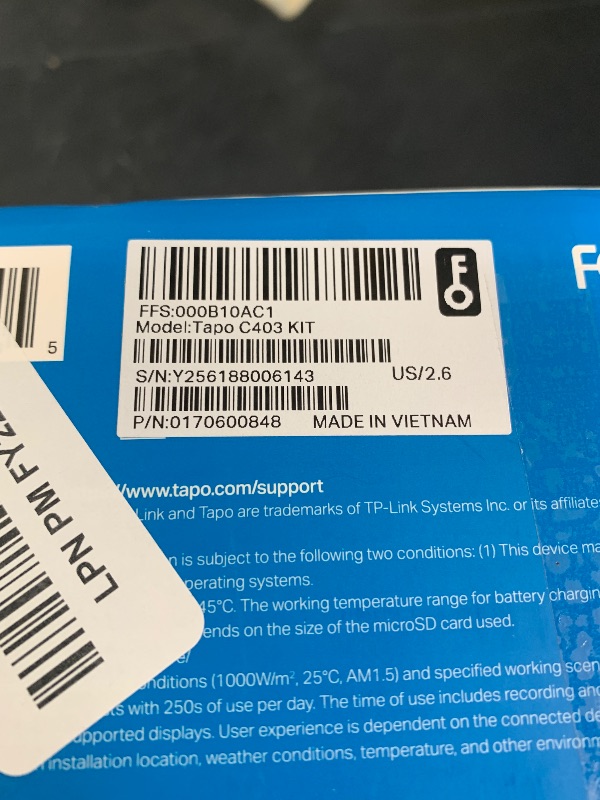 FFS:000B10AC1
Model:Tapo C403 KIT
S/N:Y256188006143 US/2.6
P/N:0170600848 MADE IN VIETNAM
5
LPN PM
/www.tapo.com/support
Link and Tapo are trademarks of TP-Link Systems Inc. or its affiliate
n is subject to the following two conditions: (1) This device ma
perating systems.
45°C. The working temperature range for battery charging
ends on the size of the microSD card used.
e/
nditions (1000W/m², 25°C, AM1.5) and specified working scen
ts with 250s of use per day. The time of use includes recording and
upported displays. User experience is dependent on the connected de
installation location, weather conditions, temperature, and other environm